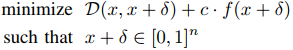 minimize 𝒟(x, x + δ) + c · f(x + δ)
such that x + δ ∈ [0, 1]ⁿ